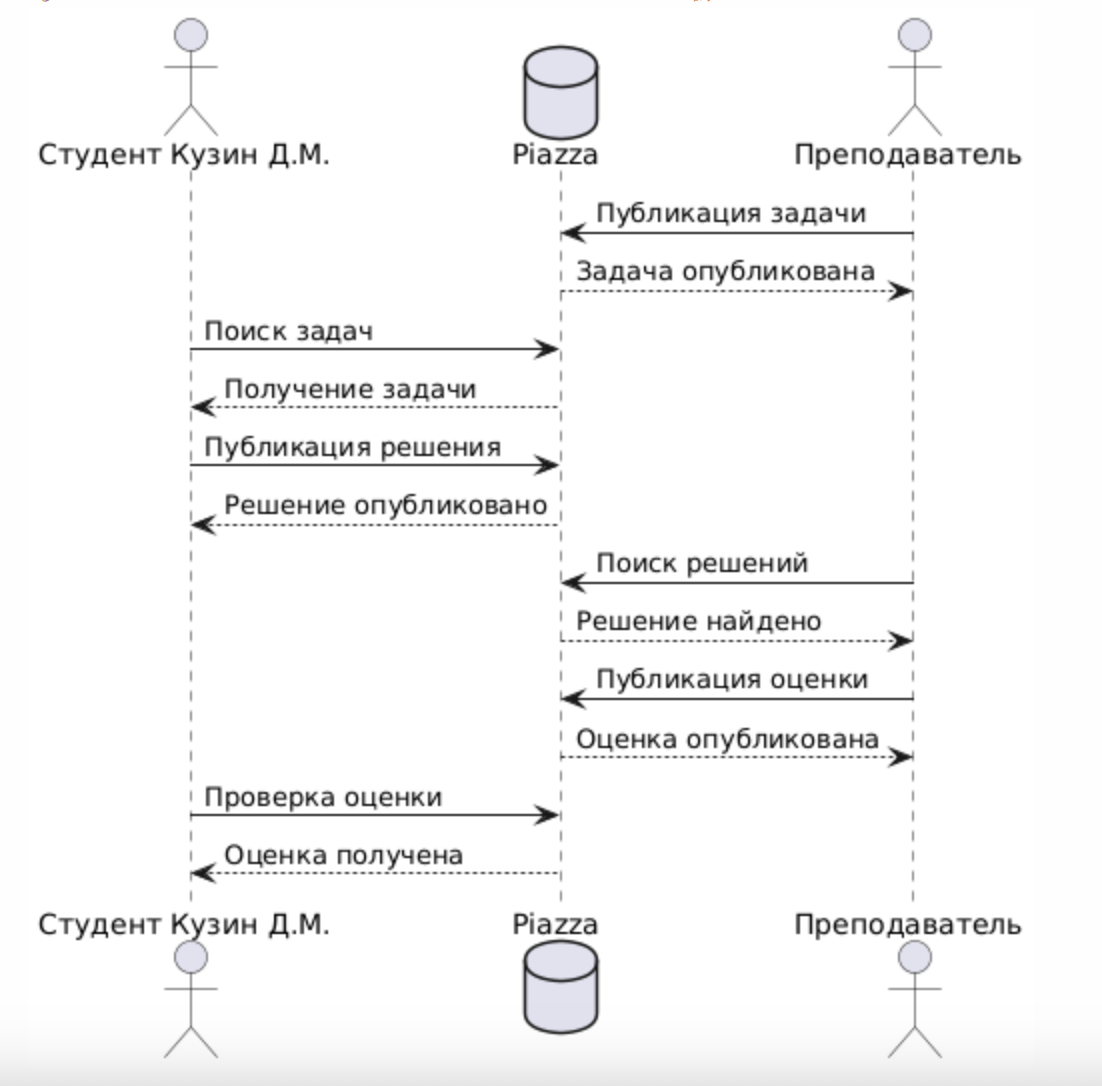 Студент Кузин Д.М.
Piazza
Преподаватель
Публикация задачи
Задача опубликована
Поиск задач
Получение задачи
Публикация решения
Решение опубликовано
Поиск решений
Решение найдено
Публикация оценки
Оценка опубликована
Проверка оценки
Оценка получена
Студент Кузин Д.М.
Piazza
Преподаватель